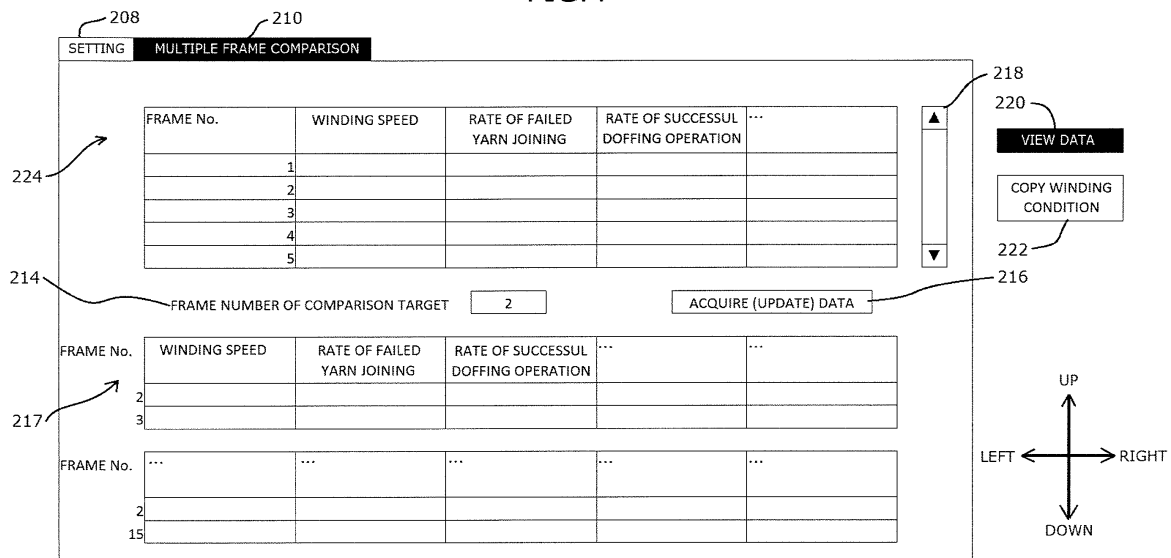 208
210
SETTING
MULTIPLE FRAME COMPARISON
218
220
VIEW DATA
COPY WINDING
CONDITION
222
224
FRAME No.
WINDING SPEED
RATE OF FAILED
YARN JOINING
RATE OF SUCCESSUL
DOFFING OPERATION
...
1
2
3
4
5
214
FRAME NUMBER OF COMPARISON TARGET
2
ACQUIRE (UPDATE) DATA
216
FRAME No.
WINDING SPEED
RATE OF FAILED
YARN JOINING
RATE OF SUCCESSUL
DOFFING OPERATION
...
...
217
2
3
FRAME No.
...
...
...
...
...
2
15
UP
LEFT
RIGHT
DOWN